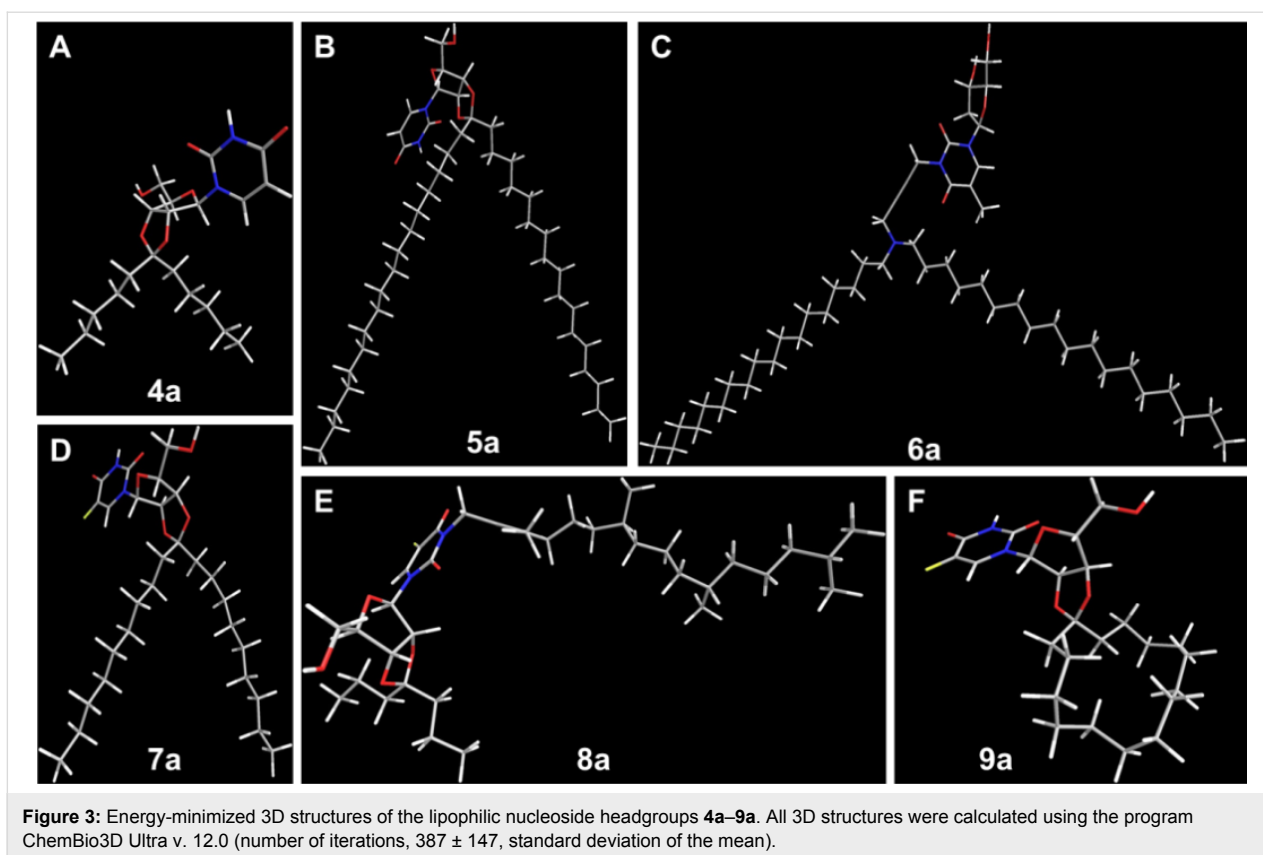 A
B
C
4a
5a
6a
D
E
F
7a
8a
9a
Figure 3: Energy-minimized 3D structures of the lipophilic nucleoside headgroups 4a–9a. All 3D structures were calculated using the program
ChemBio3D Ultra v. 12.0 (number of iterations, 387 ± 147, standard deviation of the mean).